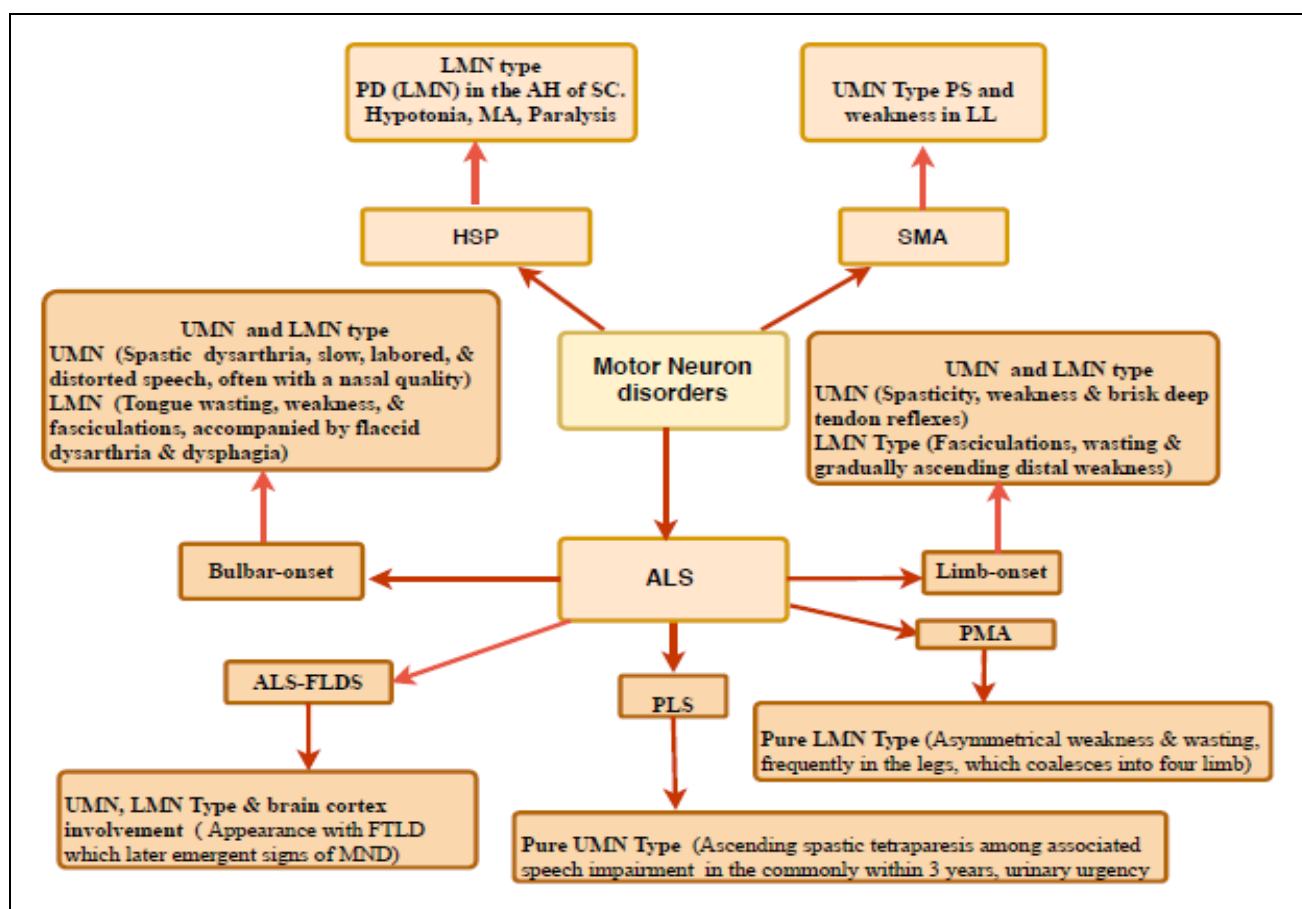 LMN type
PD (LMN) in the AH of SC.
Hypotonia, MA, Paralysis
UMN Type PS and
weakness in LL
HSP
SMA
UMN and LMN type
UMN (Spastic dysarthria, slow, labored, &
distorted speech, often with a nasal quality)
LMN (Tongue wasting, weakness, &
fasciculations, accompanied by flaccid
dysarthria & dysphagia)
Motor Neuron
disorders
UMN and LMN type
UMN (Spasticity, weakness & brisk deep
tendon reflexes)
LMN Type (Fasciculations, wasting &
gradually ascending distal weakness)
Bulbar-onset
ALS
Limb-onset
PMA
ALS-FLDS
PLS
Pure LMN Type (Asymmetrical weakness & wasting,
frequently in the legs, which coalesces into four limb)
UMN, LMN Type & brain cortex
involvement ( Appearance with FTLD
which later emergent signs of MND)
Pure UMN Type (Ascending spastic tetraparesis among associated
speech impairment in the commonly within 3 years, urinary urgency